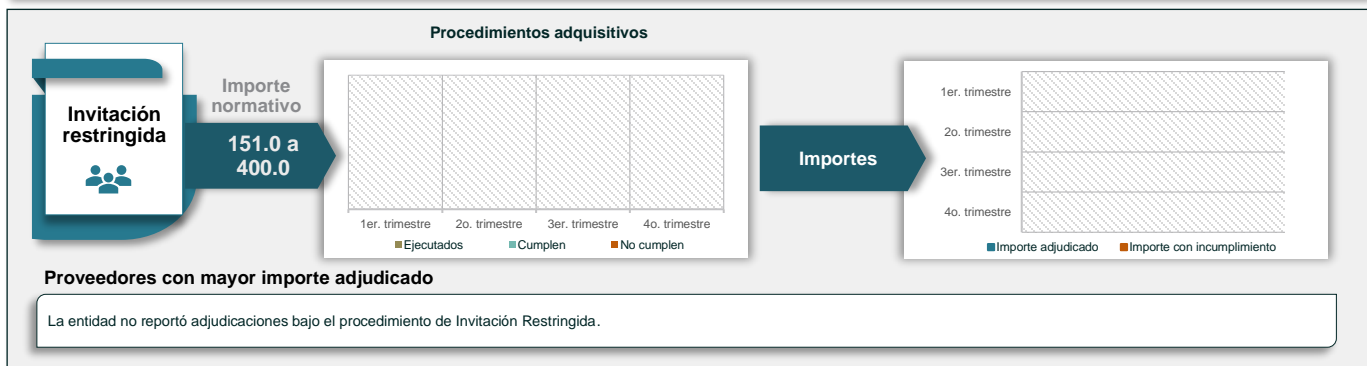 Procedimientos adquisitivos
Invitación
restringida
Importe
normativo
151.0 a
400.0
1er. trimestre 2o. trimestre 3er. trimestre 4o. trimestre
Ejecutados Cumplen No cumplen
Importes
1er. trimestre
2o. trimestre
3er. trimestre
4o. trimestre
Importe adjudicado Importe con incumplimiento
Proveedores con mayor importe adjudicado
La entidad no reportó adjudicaciones bajo el procedimiento de Invitación Restringida.